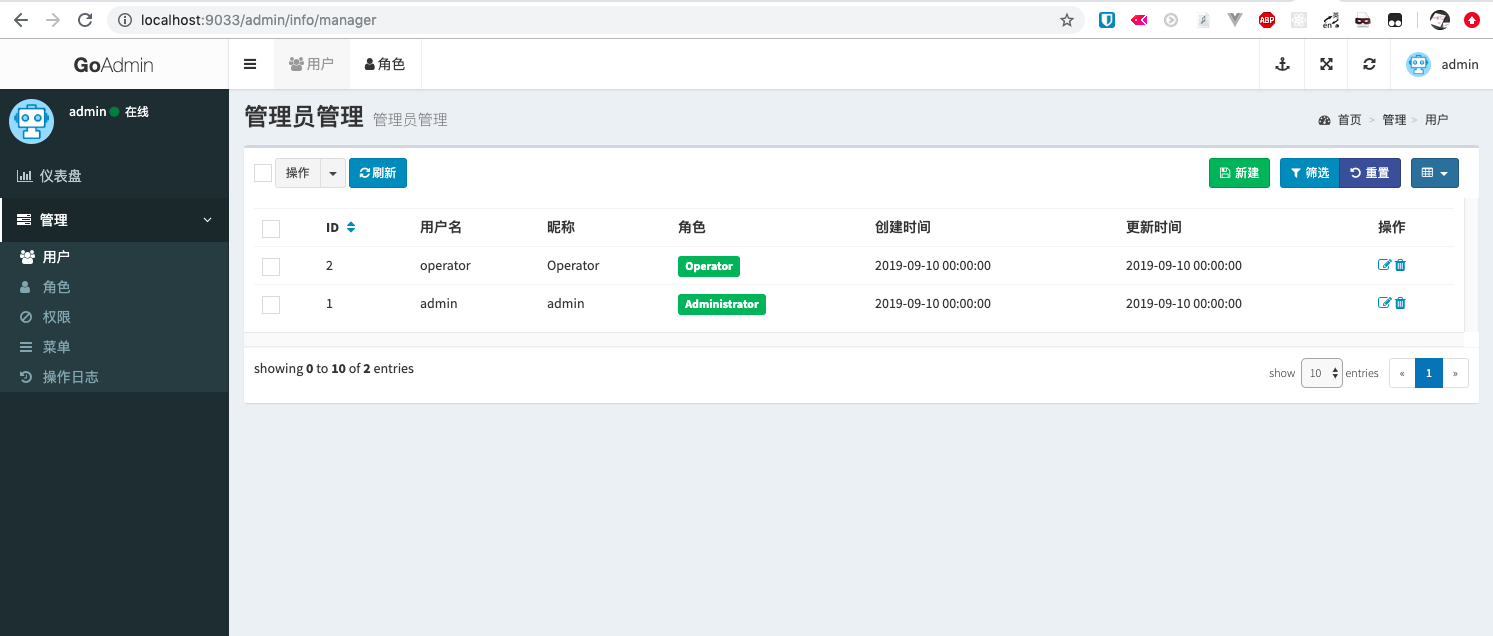 localhost:9033/admin/info/manager
ABP
en
GoAdmin
用户
角色
admin
admin 在线
仪表盘
管理
用户
角色
权限
菜单
操作日志
管理员管理 管理员管理
首页 > 管理 > 用户
操作 刷新 新建 筛选 重置
ID 用户名 昵称 角色 创建时间 更新时间 操作
2 operator Operator Operator 2019-09-10 00:00:00 2019-09-10 00:00:00
1 admin admin Administrator 2019-09-10 00:00:00 2019-09-10 00:00:00
showing 0 to 10 of 2 entries
show 10 entries « 1 »